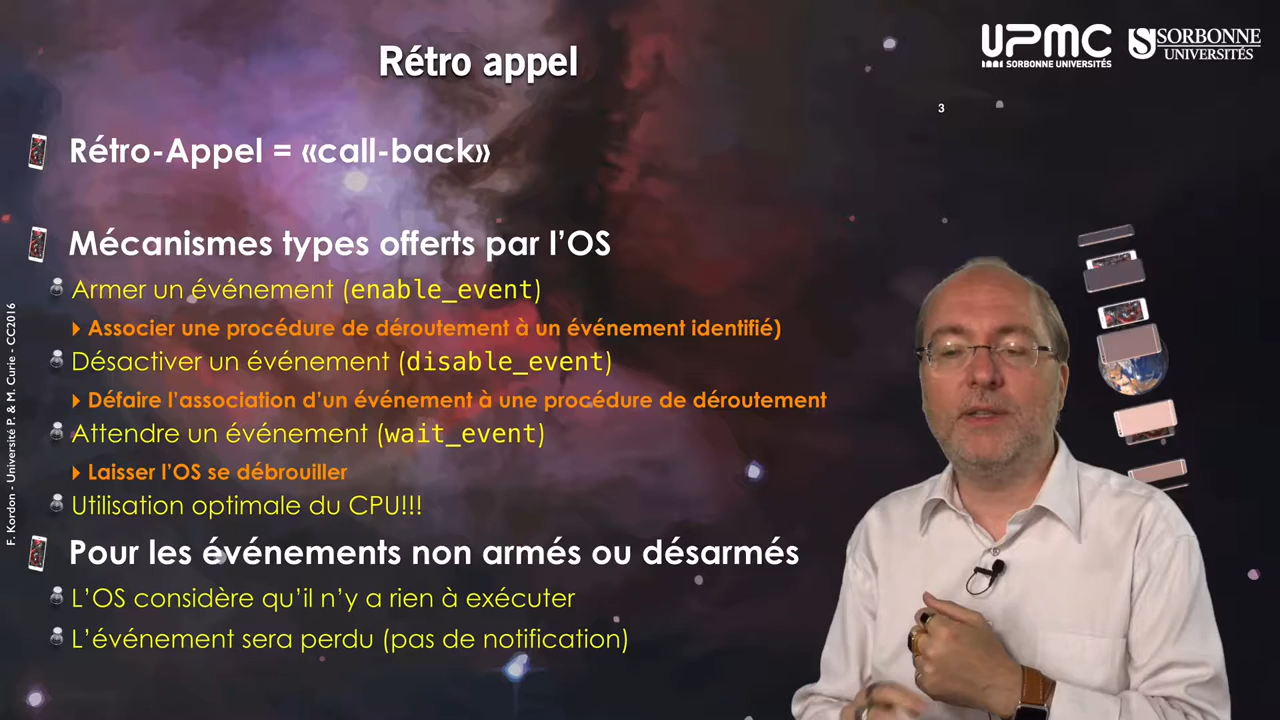 Rétro appel
UPMC
SORBONNE UNIVERSITÉS
SORBONNE
UNIVERSITÉS
3
Rétro-Appel = «call-back»
Mécanismes types offerts par l'OS
Armer un événement (enable_event)
Associer une procédure de déroutement à un événement identifié)
Désactiver un événement (disable_event)
Défaire l'association d'un événement à une procédure de déroutement
Attendre un événement (wait_event)
Laisser l'OS se débrouiller
Utilisation optimale du CPU!!!
Pour les événements non armés ou désarmés
L'OS considère qu'il n'y a rien à exécuter
L'événement sera perdu (pas de notification)
F. Kordon - Université P. & M. Curie - CC2016